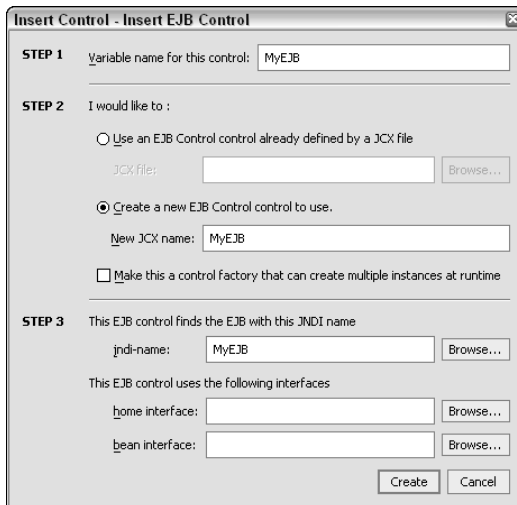 Insert Control - Insert EJB Control
STEP 1 Variable name for this control: MyEJB
STEP 2 I would like to :
Use an EJB Control control already defined by a JCX file
JCX file: Browse...
Create a new EJB Control control to use.
New JCX name: MyEJB
Make this a control factory that can create multiple instances at runtime
STEP 3 This EJB control finds the EJB with this JNDI name
jndi-name: MyEJB Browse...
This EJB control uses the following interfaces
home interface: Browse...
bean interface: Browse...
Create Cancel